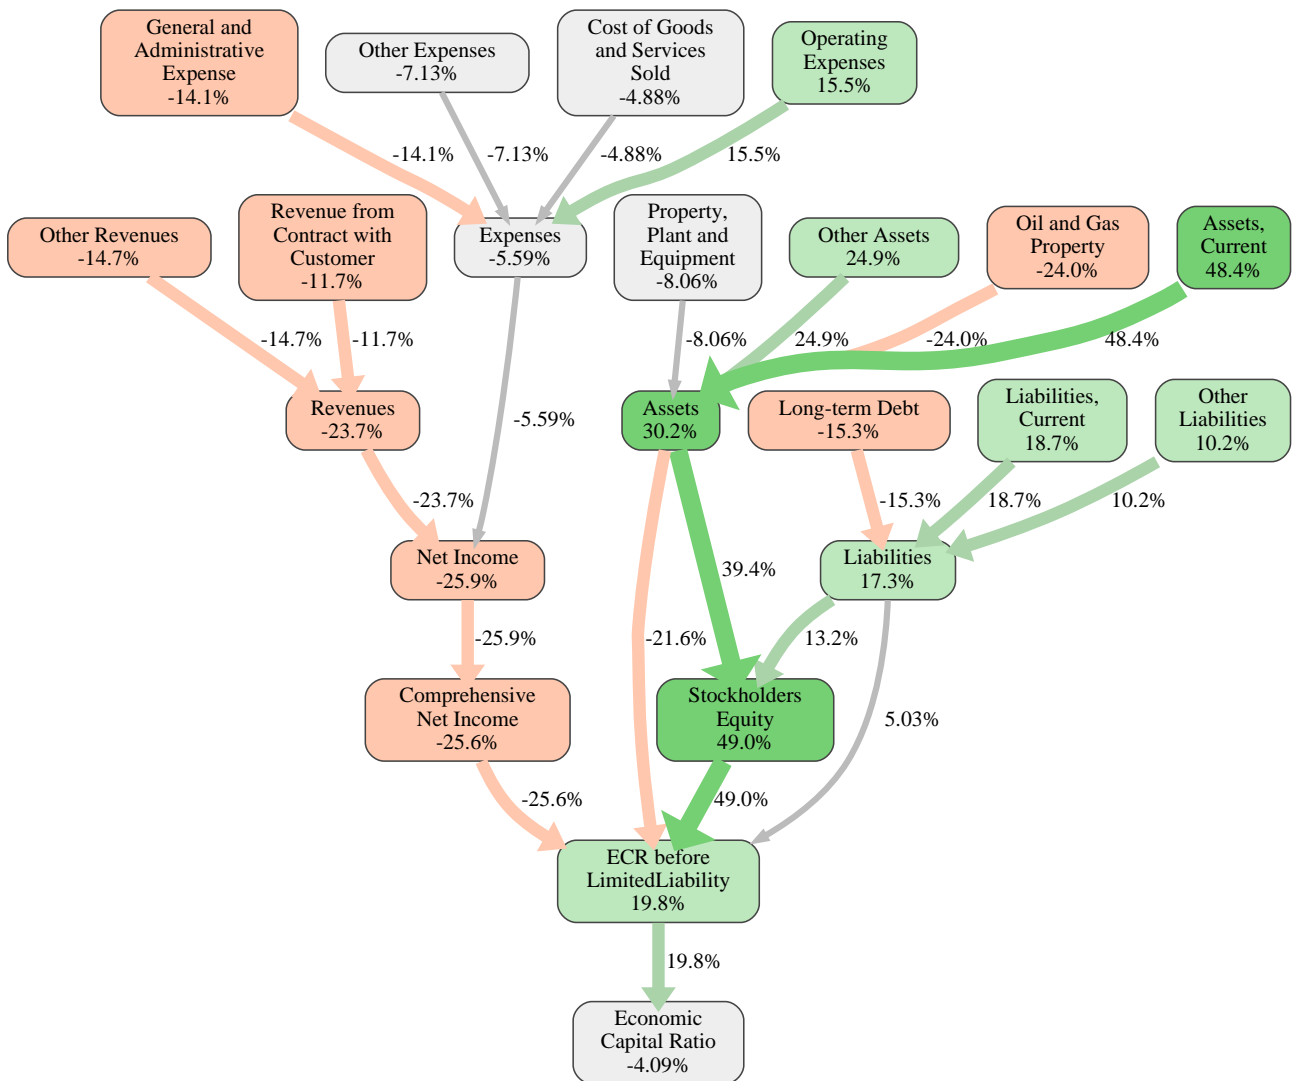 General and
Administrative
Expense
-14.1%
Other Expenses
-7.13%
Cost of Goods
and Services
Sold
-4.88%
Operating
Expenses
15.5%
-14.1%
-7.13%
-4.88%
15.5%
Other Revenues
-14.7%
Revenue from
Contract with
Customer
-11.7%
Expenses
-5.59%
Property,
Plant and
Equipment
-8.06%
Other Assets
24.9%
Oil and Gas
Property
-24.0%
Assets,
Current
48.4%
-14.7%
-11.7%
-8.06%
24.9%
-24.0%
48.4%
Revenues
-23.7%
-5.59%
Assets
30.2%
Long-term Debt
-15.3%
Liabilities,
Current
18.7%
Other
Liabilities
10.2%
-23.7%
-15.3%
18.7%
10.2%
Net Income
-25.9%
39.4%
Liabilities
17.3%
-25.9%
-21.6%
13.2%
Comprehensive
Net Income
-25.6%
Stockholders
Equity
49.0%
5.03%
-25.6%
49.0%
ECR before
LimitedLiability
19.8%
19.8%
Economic
Capital Ratio
-4.09%